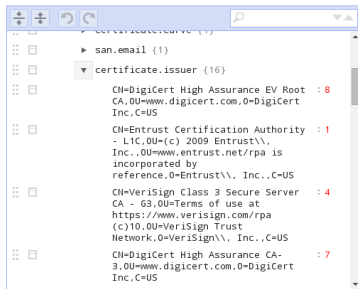 certificate.curve {1}
san.email {1}
certificate.issuer {16}
CN=DigiCert High Assurance EV Root : 8
CA,OU=www.digicert.com,O=DigiCert
Inc,C=US
CN=Entrust Certification Authority : 1
- L1C,OU=(c) 2009 Entrust\\,
Inc.,OU=www.entrust.net/rpa is
incorporated by
reference,O=Entrust\\, Inc.,C=US
CN=VeriSign Class 3 Secure Server : 4
CA - G3,OU=Terms of use at
https://www.verisign.com/rpa
(c)10,OU=VeriSign Trust
Network,O=VeriSign\\, Inc.,C=US
CN=DigiCert High Assurance CA- : 7
3,OU=www.digicert.com,O=DigiCert
Inc,C=US